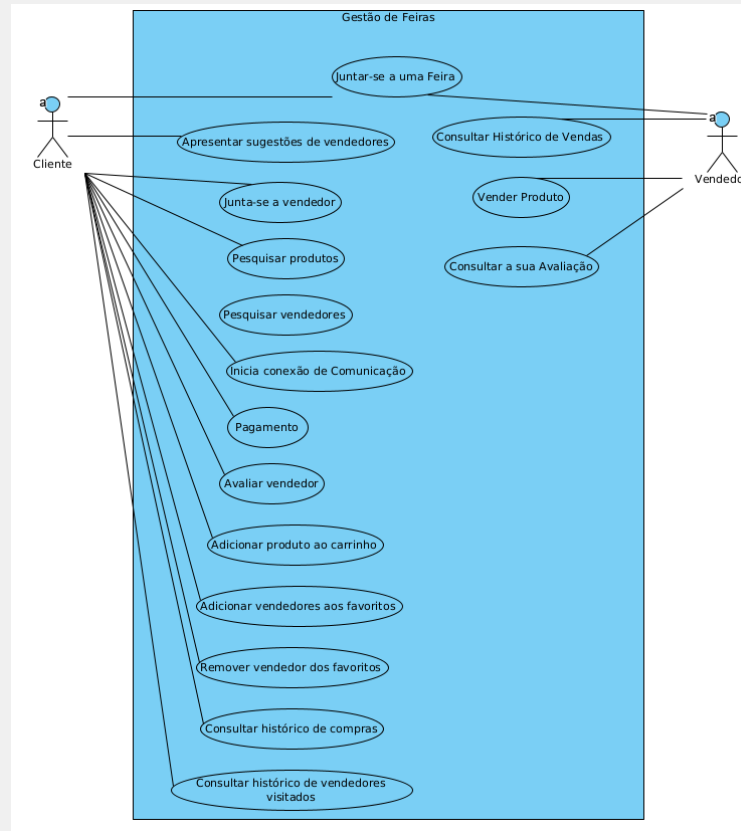 Gestão de Feiras
Juntar-se a uma Feira
a
Cliente
a
Vendedo
Apresentar sugestões de vendedores
Consultar Histórico de Vendas
Junta-se a vendedor
Vender Produto
Pesquisar produtos
Consultar a sua Avaliação
Pesquisar vendedores
Inicia conexão de Comunicação
Pagamento
Avaliar vendedor
Adicionar produto ao carrinho
Adicionar vendedores aos favoritos
Remover vendedor dos favoritos
Consultar histórico de compras
Consultar histórico de vendedores
visitados